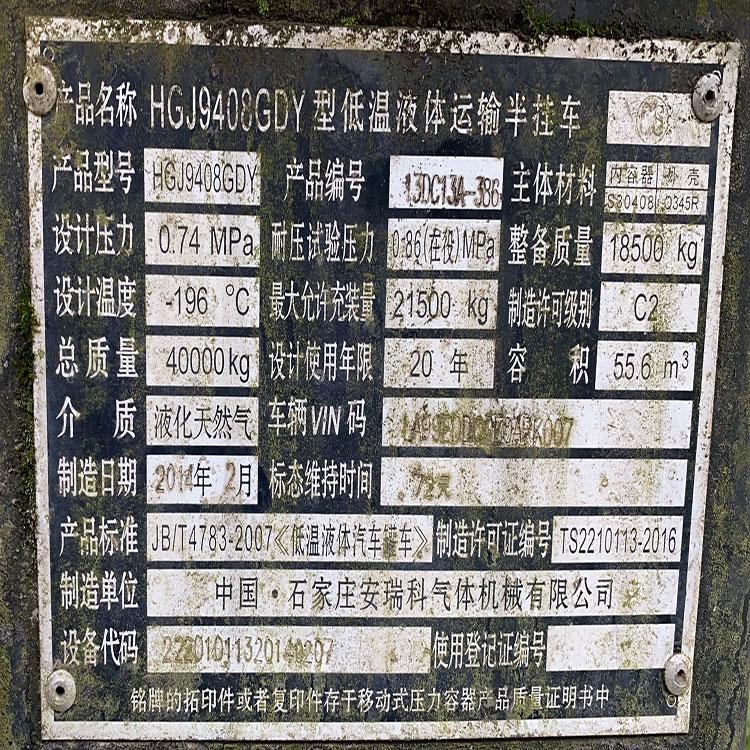 产品名称 HGJ9408GDY型低温液体运输半挂车
产品型号 HGJ9408GDY 产品编号 13DC13A-386 主体材料 内容器 外壳 S30408 Q345R
设计压力 0.74 MPa 耐压试验压力 0.86(在役)MPa 整备质量 18500 kg
设计温度 -196 °C 最大允许充装量 21500 kg 制造许可级别 C2
总质量 40000kg 设计使用年限 20 年 容积 55.6 m³
介质 液化天然气 车辆VIN码
制造日期 2014年 2月 标态维持时间 72天
产品标准 JB/T4783-2007《低温液体汽车罐车》 制造许可证编号 TS2210113-2016
制造单位 中国·石家庄安瑞科气体机械有限公司
设备代码 使用登记证编号
铭牌的拓印件或者复印件存于移动式压力容器产品质量证明书中